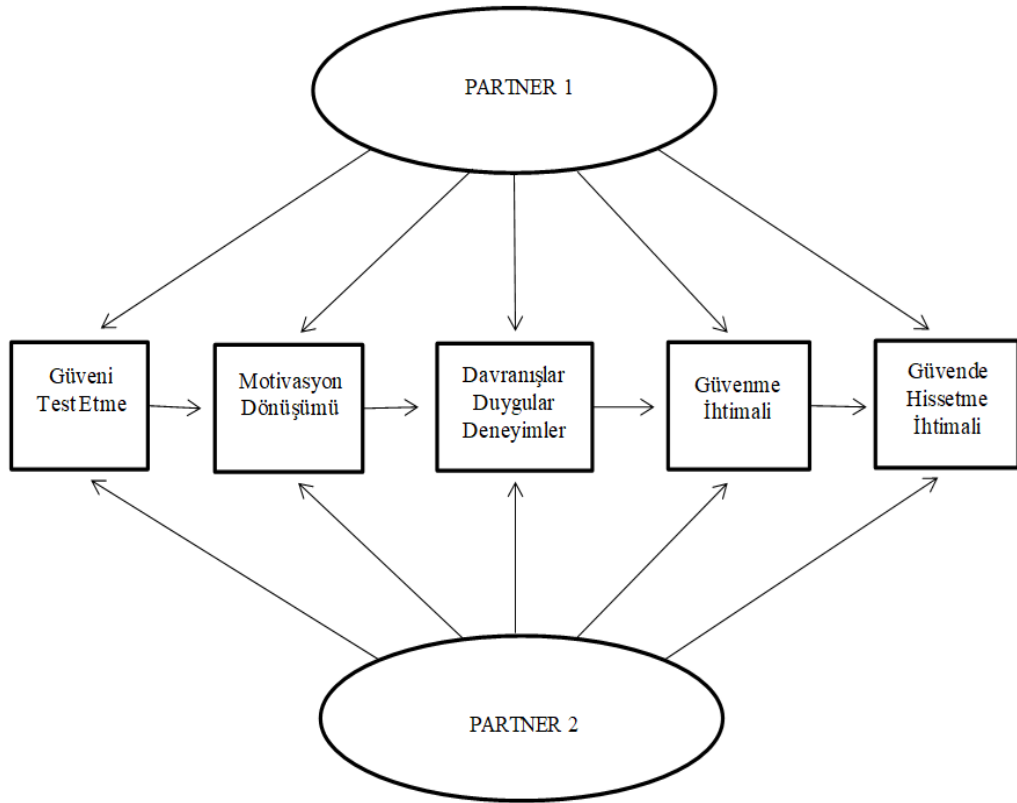 PARTNER 1
Güveni
Test Etme
Motivasyon
Dönüşümü
Davranışlar
Duygular
Deneyimler
Güvenme
İhtimali
Güvende
Hissetme
İhtimali
PARTNER 2